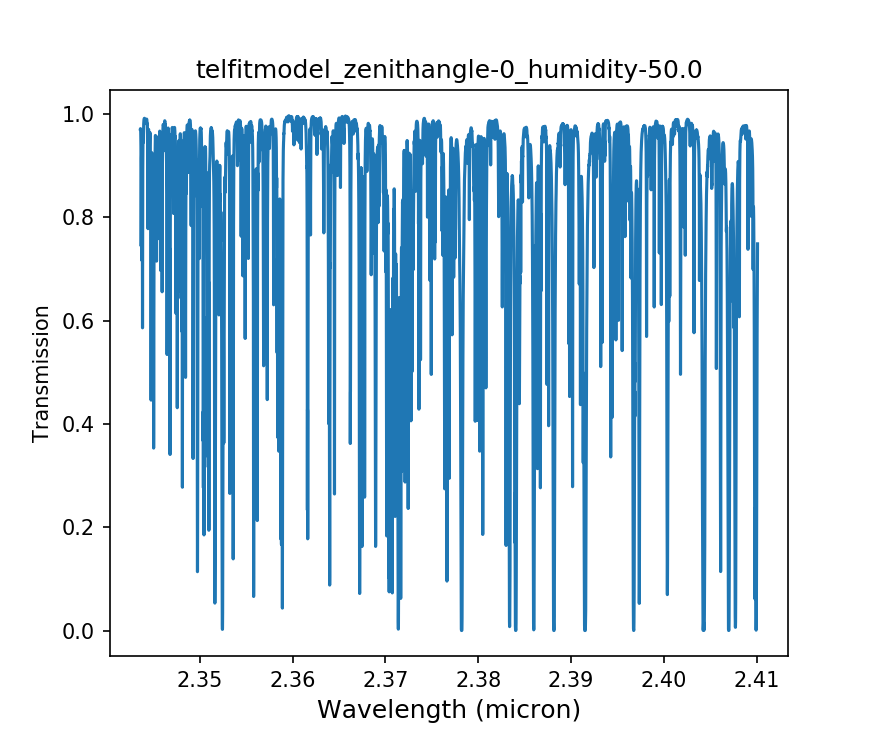 telfitmodel_zenithangle-0_humidity-50.0
1.0
0.8
0.6
0.4
0.2
0.0
Transmission
2.35 2.36 2.37 2.38 2.39 2.40 2.41
Wavelength (micron)